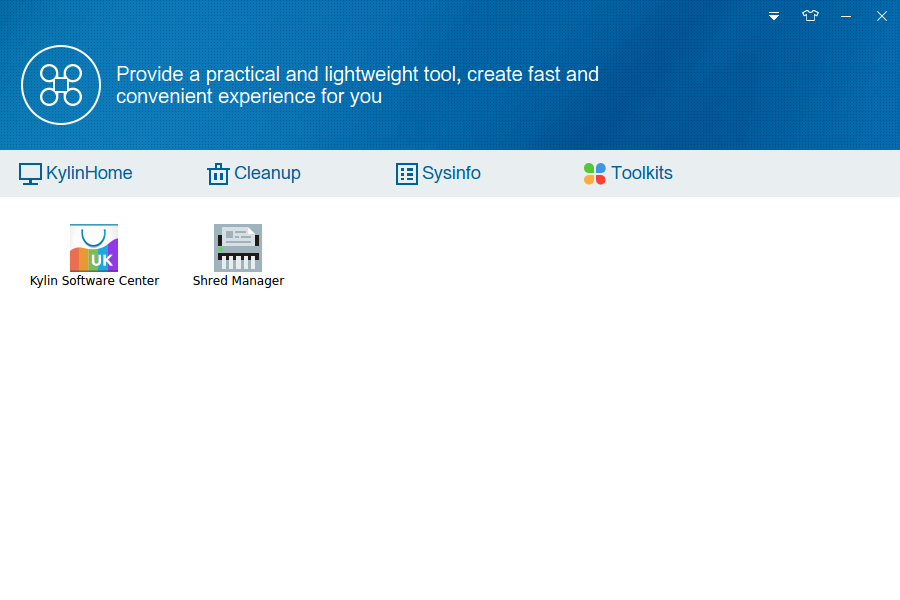 Provide a practical and lightweight tool, create fast and
convenient experience for you
KylinHome
Cleanup
Sysinfo
Toolkits
UK
Kylin Software Center
Shred Manager